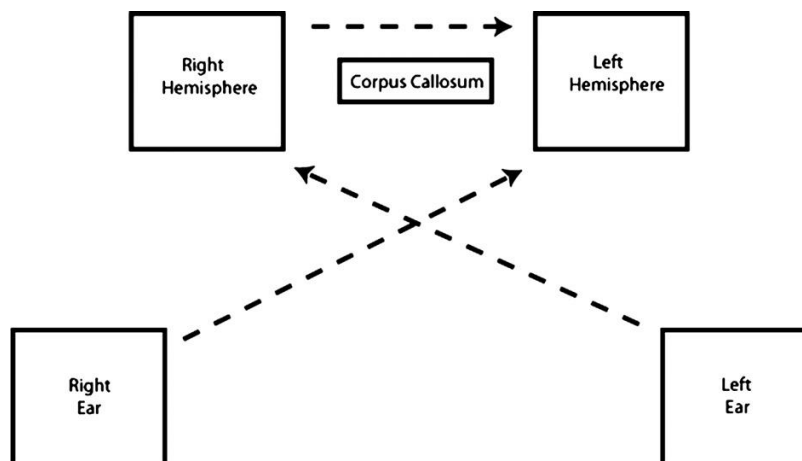 Right
Hemisphere
Corpus Callosum
Left
Hemisphere
Right
Ear
Left
Ear